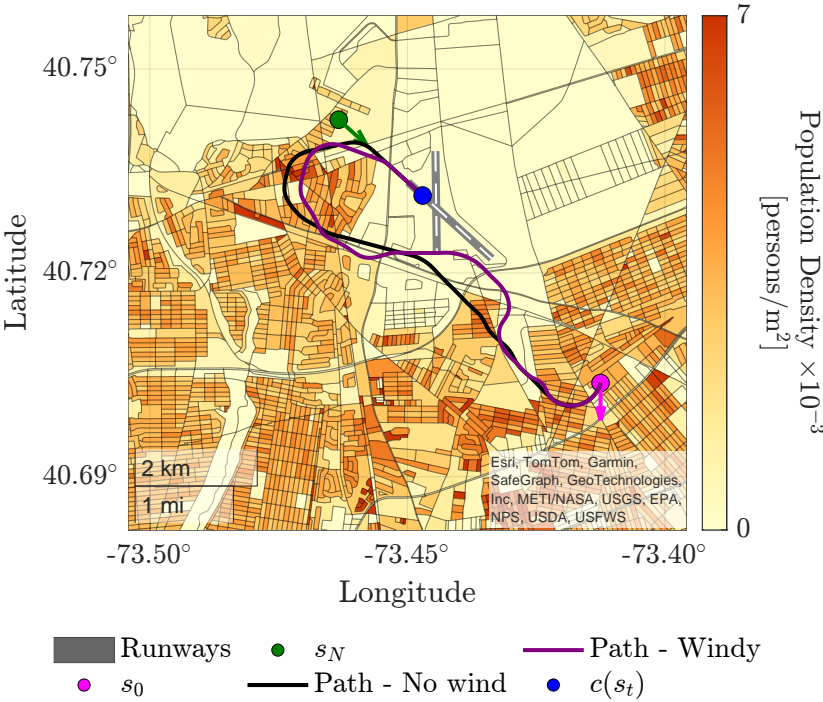 40.75°
40.72°
40.69°
Latitude
-73.50°
-73.45°
-73.40°
Longitude
2 km
1 mi
Esri, TomTom, Garmin,
SafeGraph, GeoTechnologies,
Inc, METI/NASA, USGS, EPA,
NPS, USDA, USFWS
7
0
Population Density ×10⁻³
[persons/m²]
Runways
s_N
Path - Windy
s_0
Path - No wind
c(s_t)